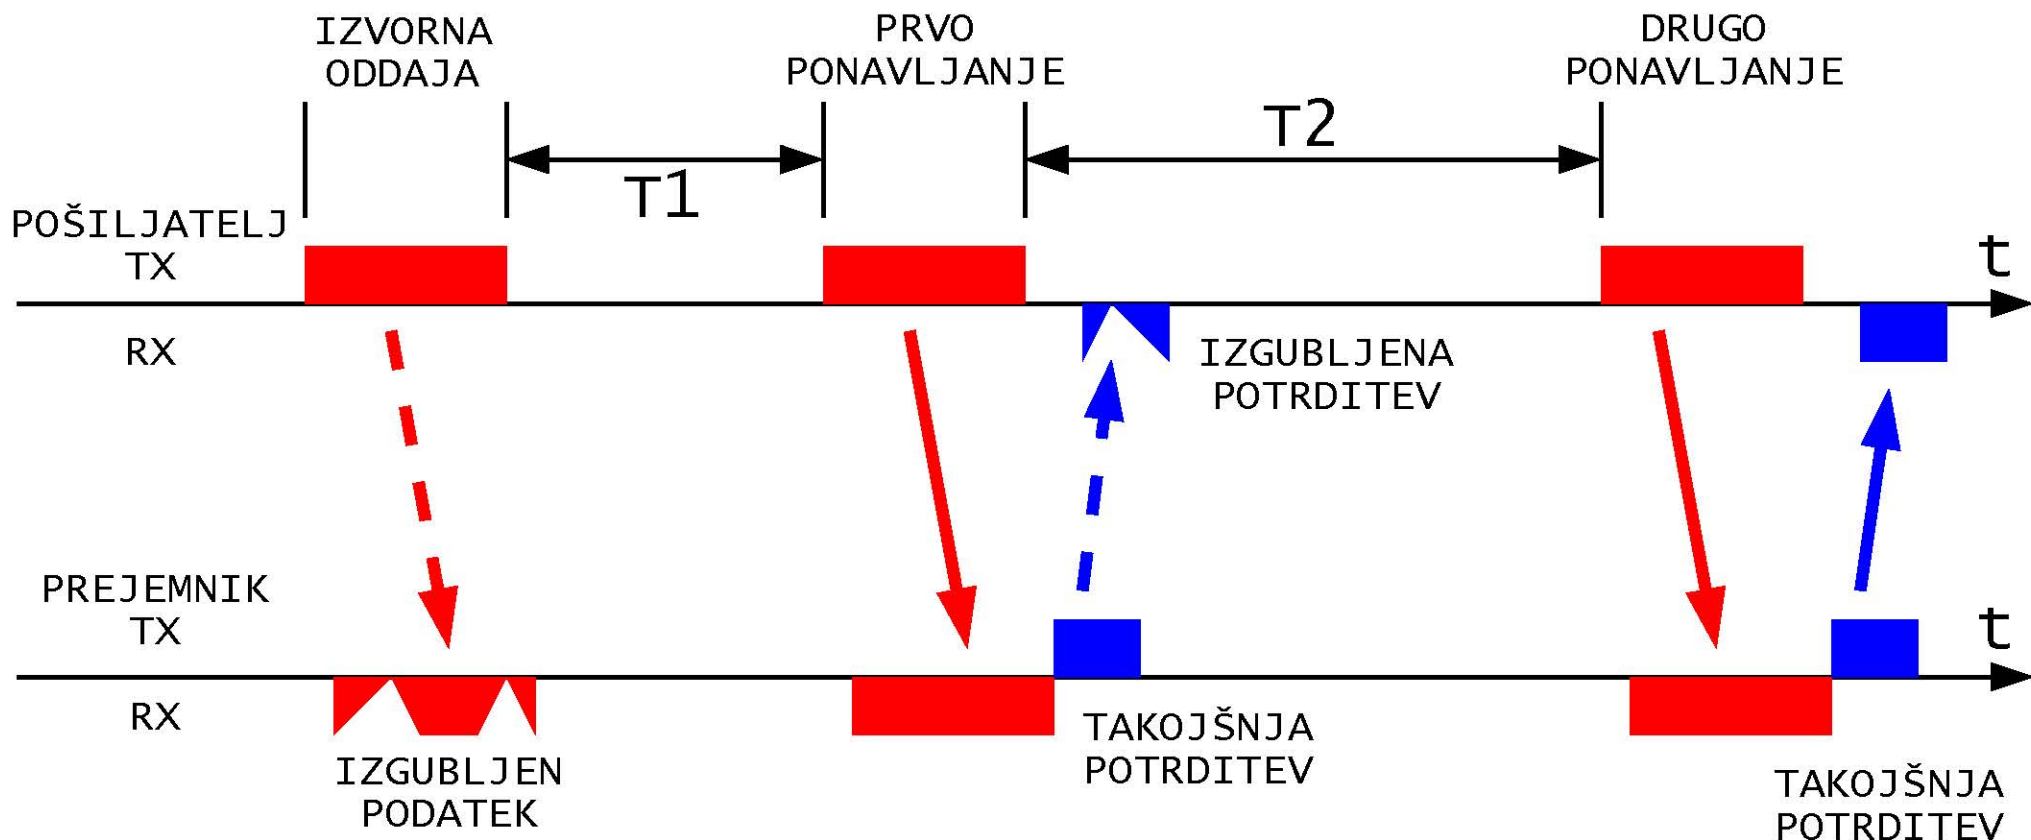 IZVORNA
ODDAJA
PRVO
PONAVLJANJE
DRUGO
PONAVLJANJE
T1
T2
POŠILJATELJ
TX
t
RX
IZGUBLJENA
POTRDITEV
PREJEMNIK
TX
t
RX
IZGUBLJEN
PODATEK
TAKOJŠNJA
POTRDITEV
TAKOJŠNJA
POTRDITEV